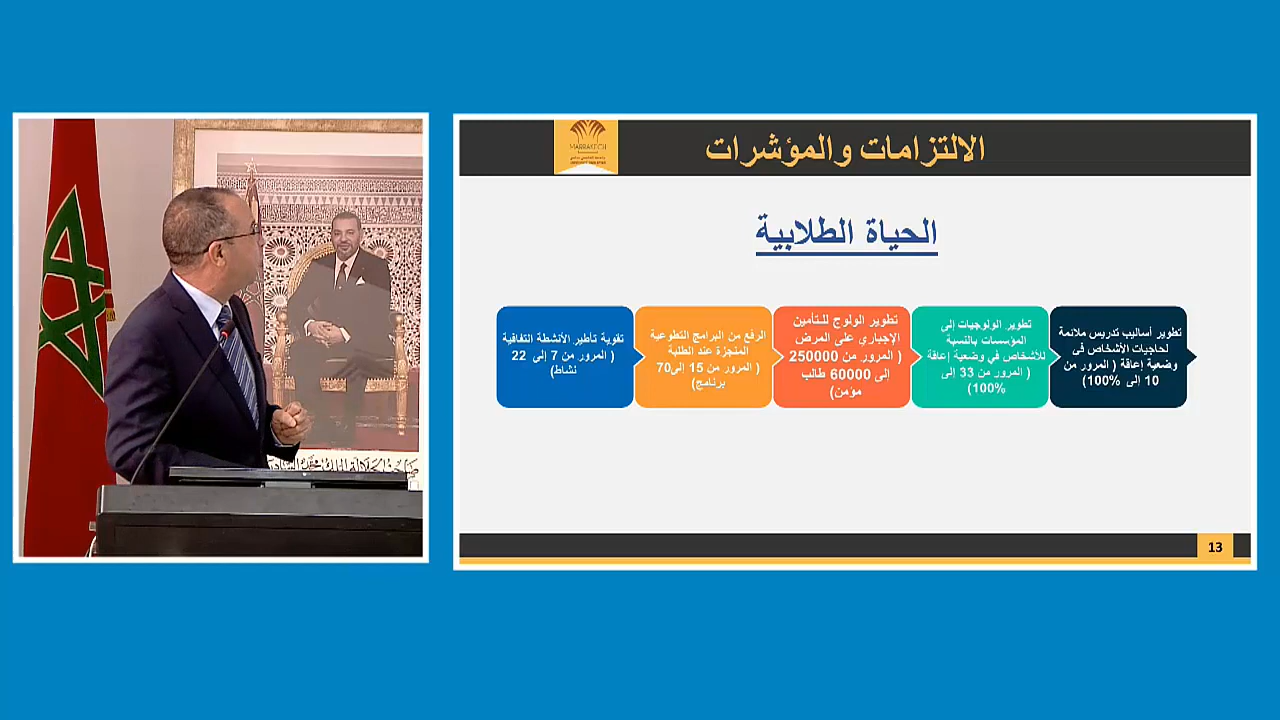 الالتزامات والمؤشرات
MARRAKECH
الحياة الطلابية
تطوير أساليب تدريس ملائمة
لحاجيات الأشخاص في
وضعية إعاقة ( المرور من
10 إلى 100%)
تطوير الولوجيات إلى
المؤسسات بالنسبة
للأشخاص في وضعية إعاقة
( المرور من 33 إلى
100%)
تطوير الولوج للتأمين
الإجباري على المرض
( المرور من 250000
إلى 60000 طالب
مؤمن)
الرفع من البرامج التطوعية
المنجزة عند الطلبة
( المرور من 15 إلى70
برنامج)
تقوية تأطير الأنشطة الثقافية
( المرور من 7 إلى 22
نشاط)
13